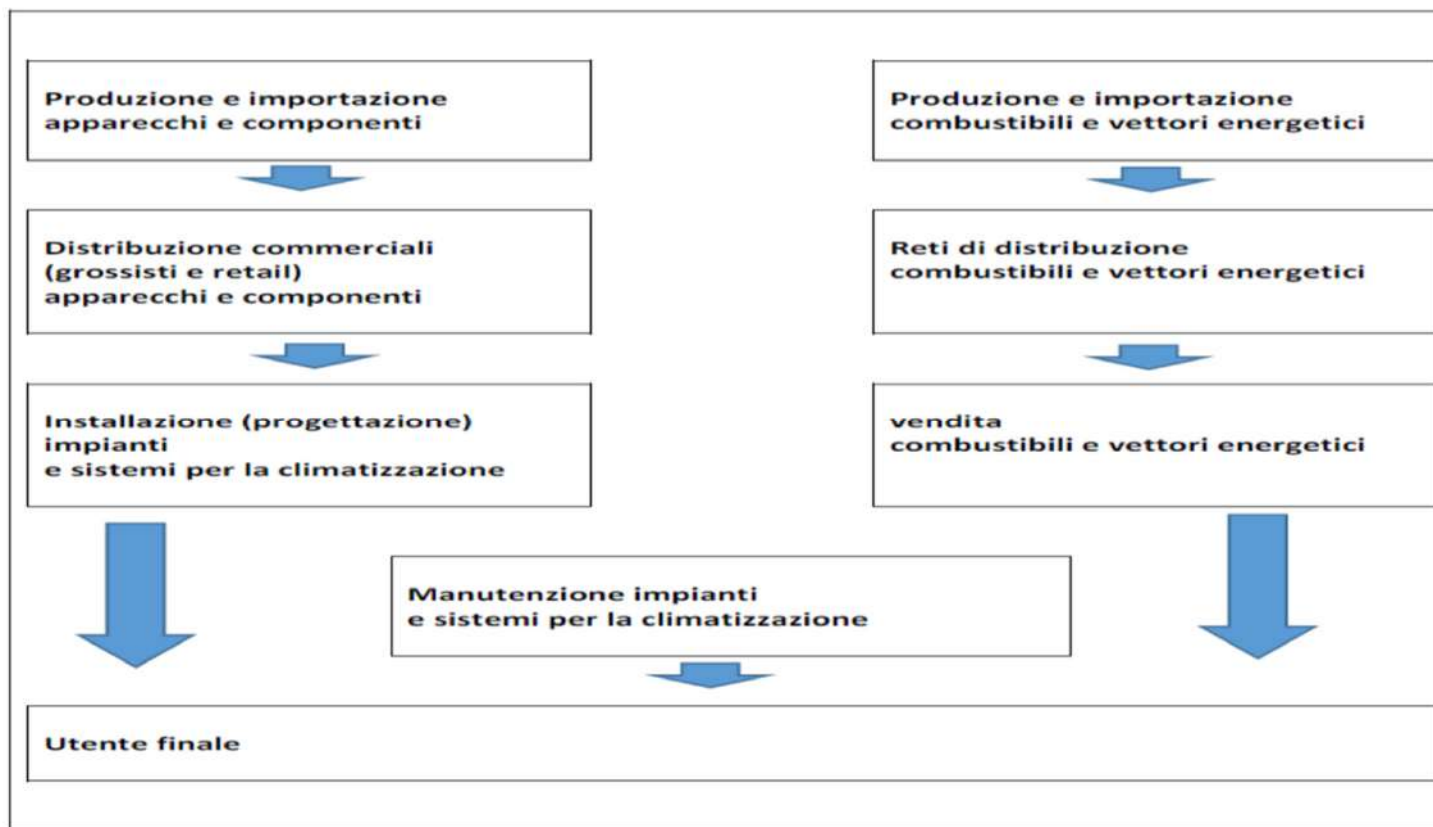 Produzione e importazione
apparecchi e componenti
Produzione e importazione
combustibili e vettori energetici
Distribuzione commerciali
(grossisti e retail)
apparecchi e componenti
Reti di distribuzione
combustibili e vettori energetici
Installazione (progettazione)
impianti
e sistemi per la climatizzazione
vendita
combustibili e vettori energetici
Manutenzione impianti
e sistemi per la climatizzazione
Utente finale